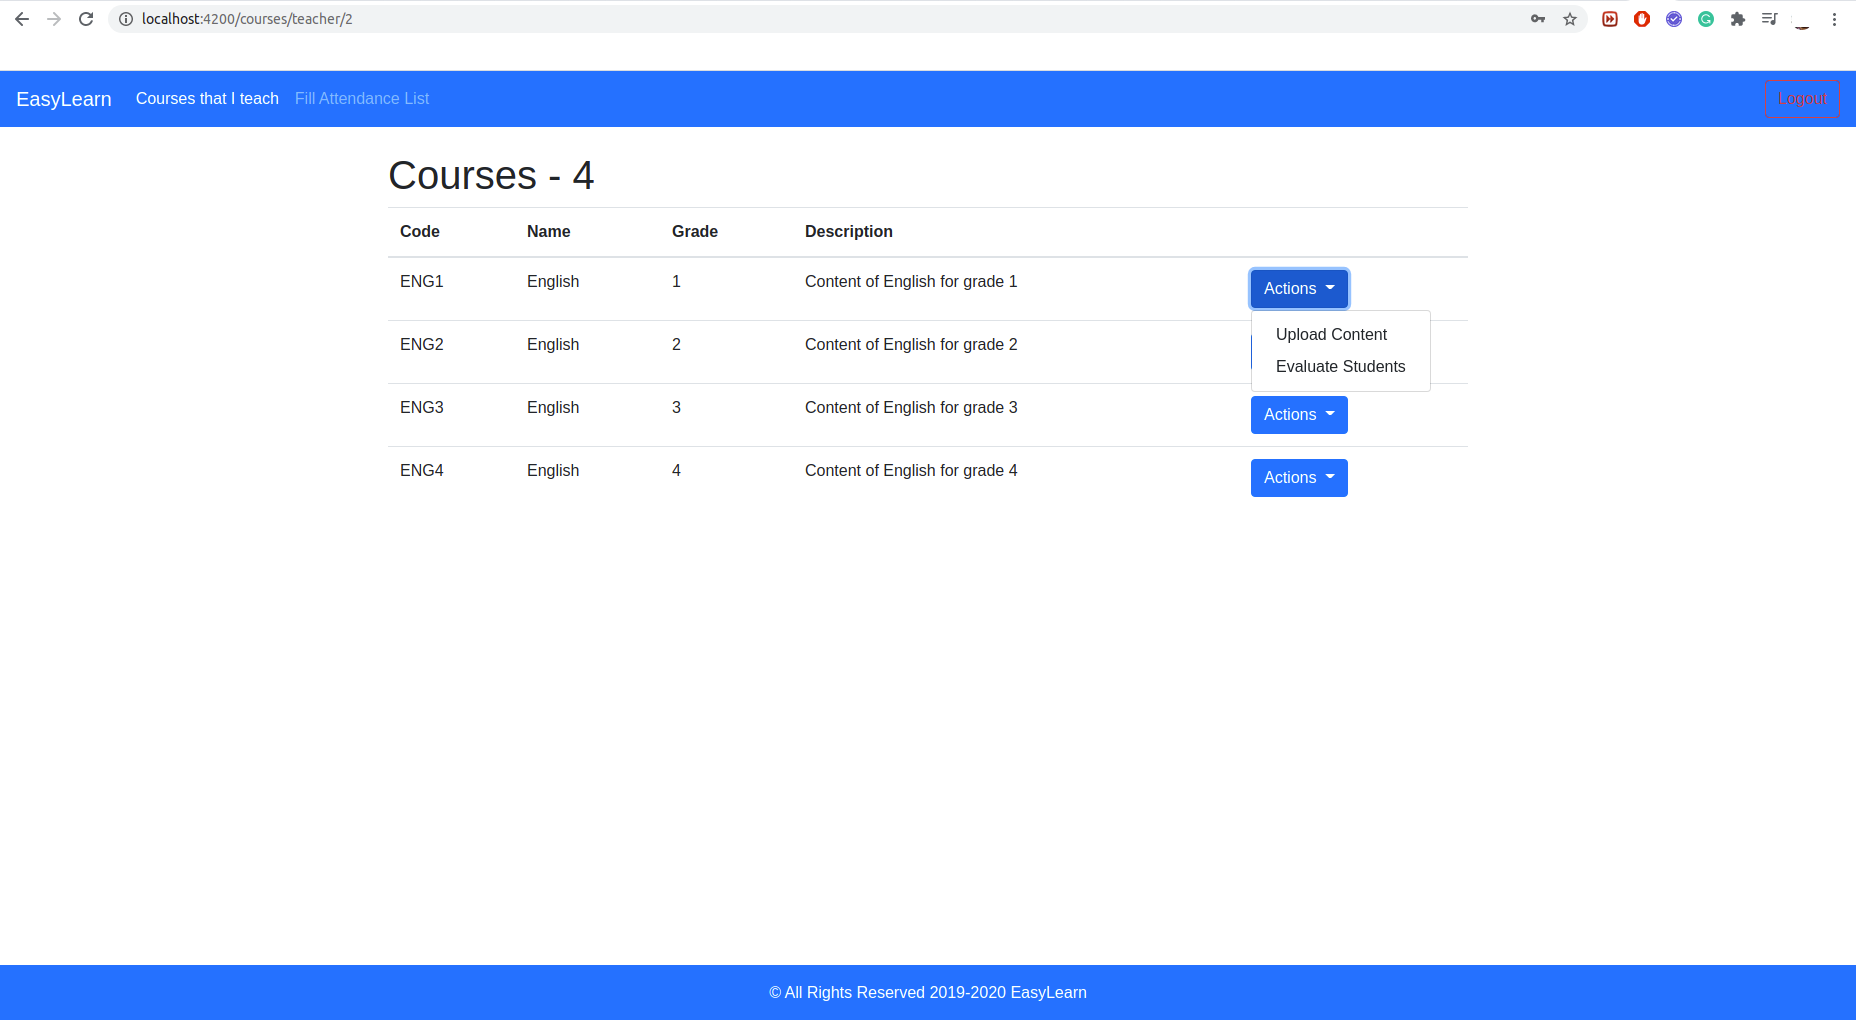 localhost:4200/courses/teacher/2
EasyLearn Courses that I teach Fill Attendance List Logout
Courses - 4
Code Name Grade Description
ENG1 English 1 Content of English for grade 1 Actions
Upload Content
ENG2 English 2 Content of English for grade 2
Evaluate Students
ENG3 English 3 Content of English for grade 3 Actions
ENG4 English 4 Content of English for grade 4 Actions
© All Rights Reserved 2019-2020 EasyLearn